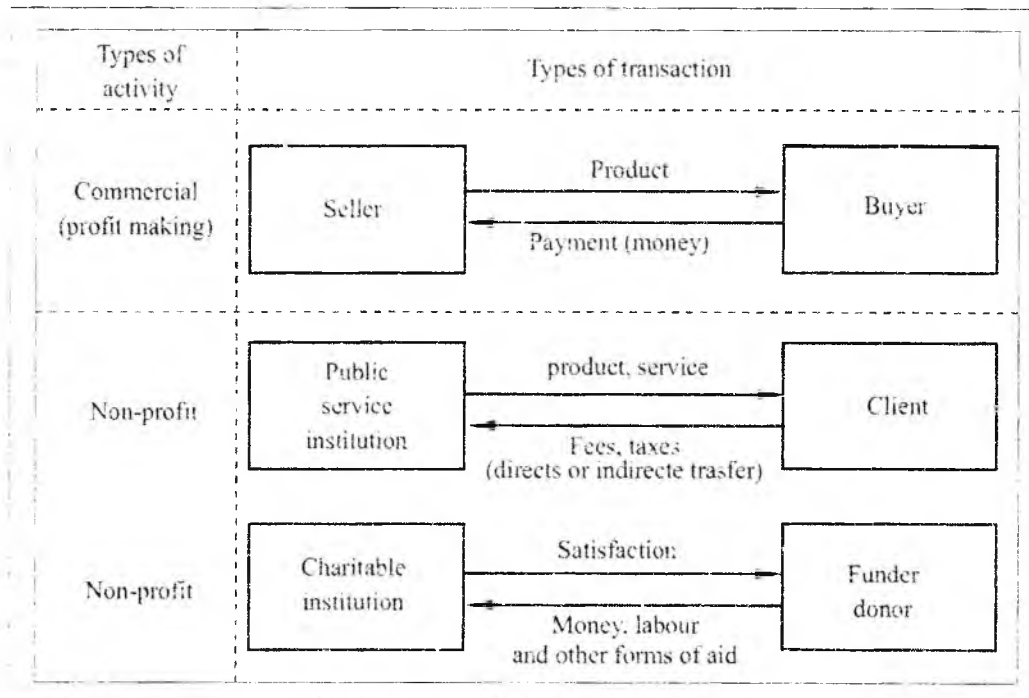 Types of
activity
Types of transaction
Commercial
(profit making)
Seller
Product
Payment (money)
Buyer
Non-profit
Public
service
institution
product, service
Fees, taxes
(directs or indirecte trasfer)
Client
Non-profit
Charitable
institution
Satisfaction
Money, labour
and other forms of aid
Funder
donor